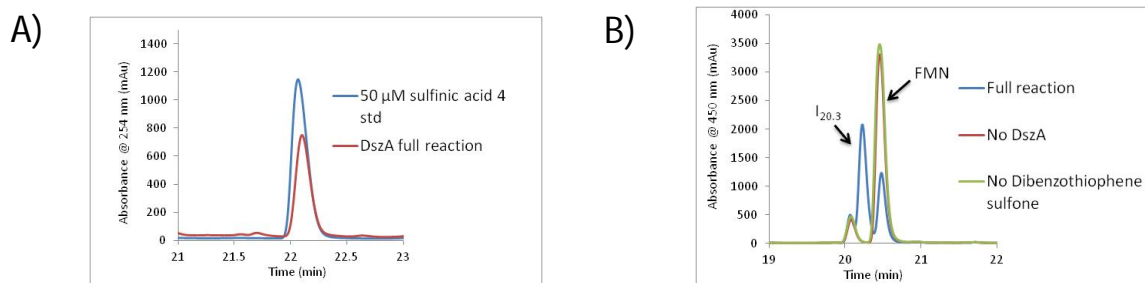 A)
Absorbance @ 254 nm (mAu)
1400
1200
1000
800
600
400
200
0
21
21.5
22
22.5
23
Time (min)
50 µM sulfinic acid 4
std
DszA full reaction
B)
Absorbance @ 450 nm (mAu)
4000
3500
3000
2500
2000
1500
1000
500
0
19
20
21
22
Time (min)
I20.3
FMN
Full reaction
No DszA
No Dibenzothiophene
sulfone